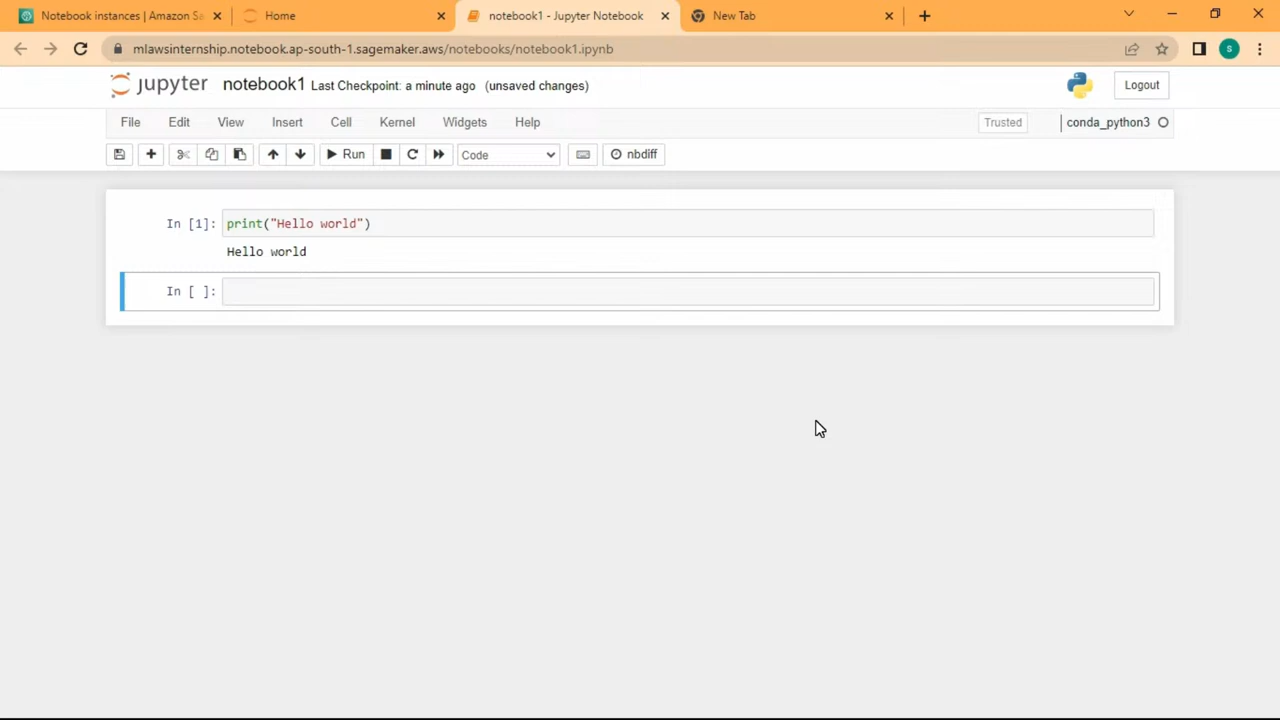 Notebook instances | Amazon Sa
Home
notebook1 - Jupyter Notebook
New Tab
mlawsinternship.notebook.ap-south-1.sagemaker.aws/notebooks/notebook1.ipynb
S
jupyter notebook1 Last Checkpoint: a minute ago (unsaved changes)
Logout
File Edit View Insert Cell Kernel Widgets Help
Trusted
conda_python3
Run
Code
nbdiff
In [1]: print("Hello world")
Hello world
In [ ]: